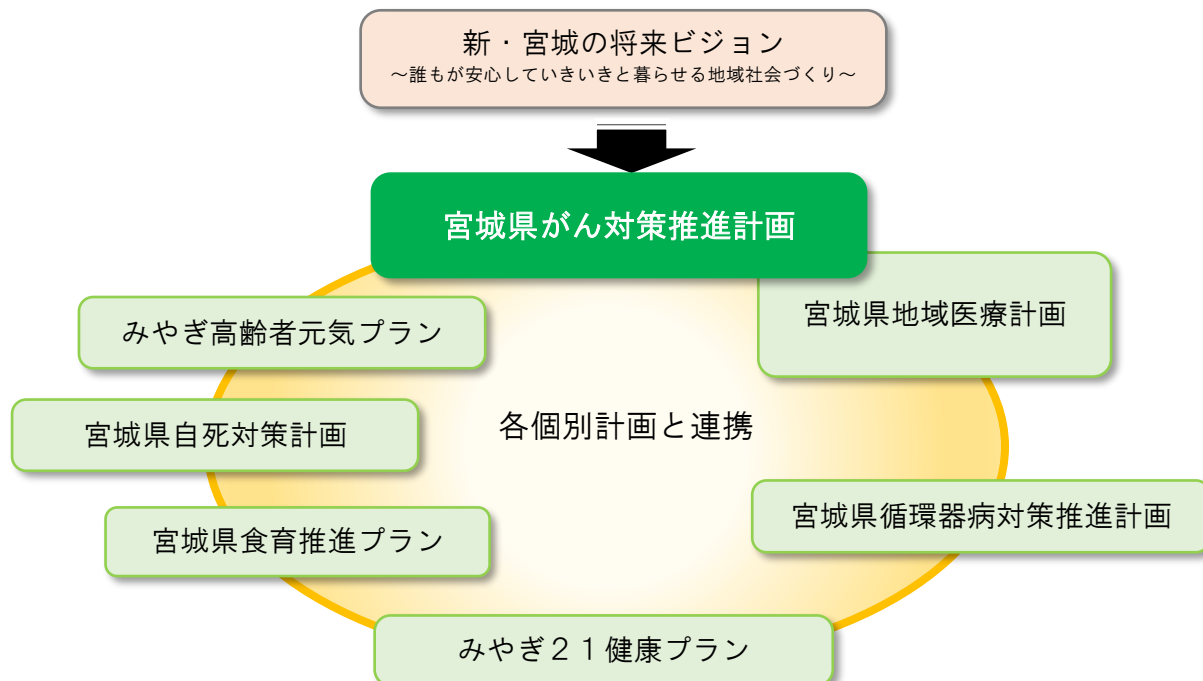 新・宮城の将来ビジョン
～誰もが安心していきいきと暮らせる地域社会づくり～
宮城県がん対策推進計画
宮城県地域医療計画
みやぎ高齢者元気プラン
各個別計画と連携
宮城県自死対策計画
宮城県循環器病対策推進計画
宮城県食育推進プラン
みやぎ２１健康プラン